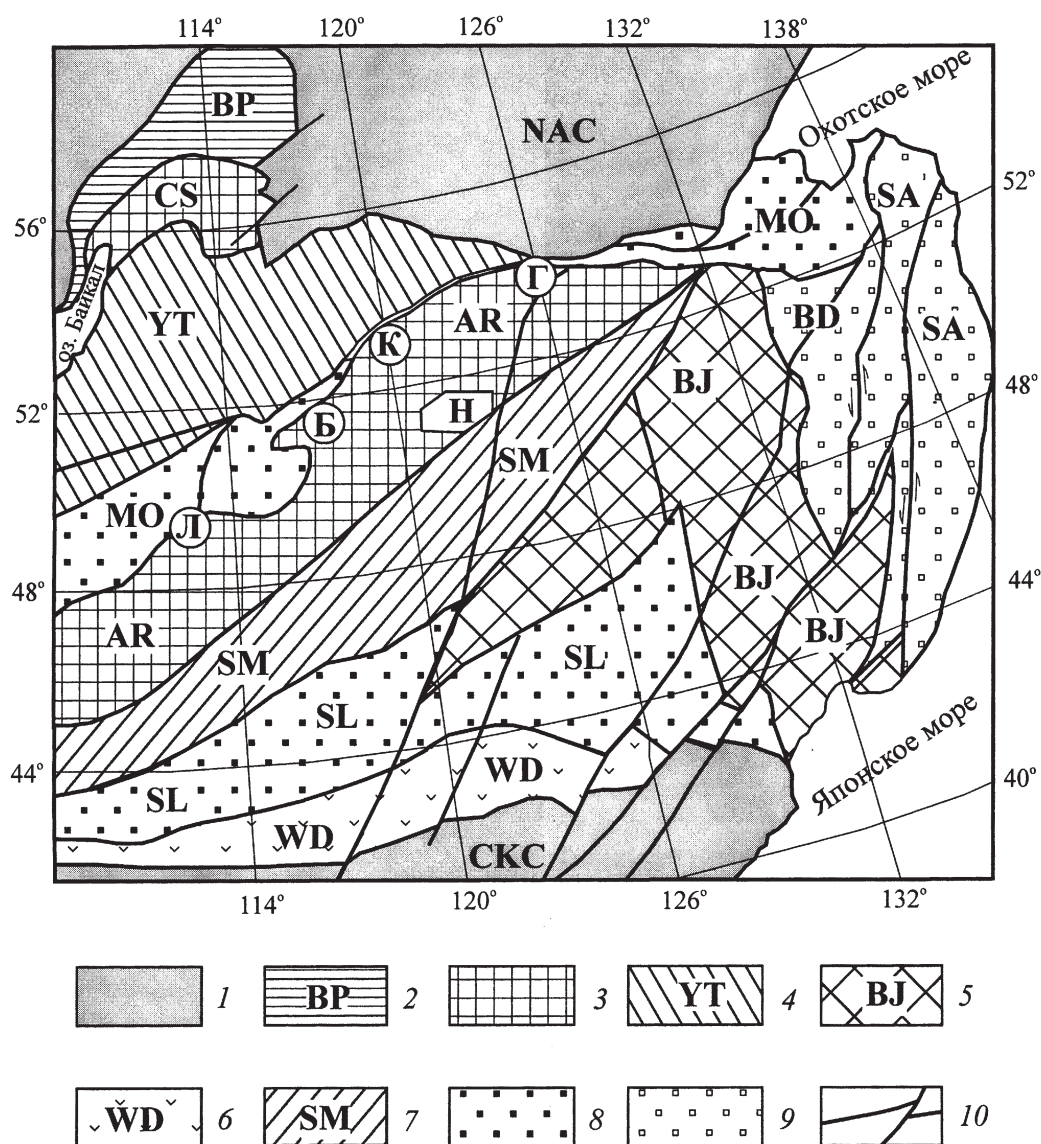 114° 120° 126° 132° 138°
Охотское море
BP
NAC
CS
SA
52°
MO
56°
Г
оз. Байкал
YT
AR
BD
SA
К
BJ
48°
52°
Н
Б
SM
MO
Л
BJ
44°
48°
BJ
AR
SM
SL
SL
Японское море
WD
44°
40°
SL
WD
CKC
114° 120° 126° 132°
1 BP 2 3 YT 4 BJ 5
WD 6 SM 7 8 9 10